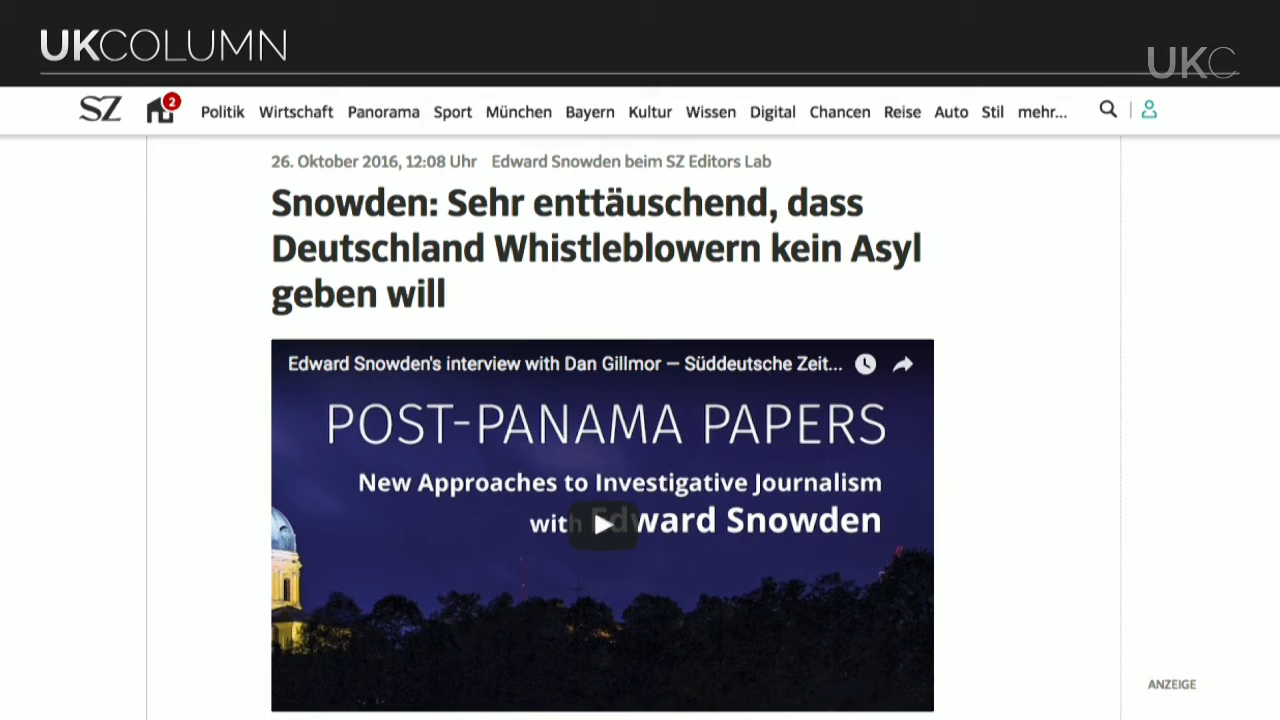 UKCOLUMN
UKC
SZ 2 Politik Wirtschaft Panorama Sport München Bayern Kultur Wissen Digital Chancen Reise Auto Stil mehr...
26. Oktober 2016, 12:08 Uhr Edward Snowden beim SZ Editors Lab
Snowden: Sehr enttäuschend, dass
Deutschland Whistleblowern kein Asyl
geben will
Edward Snowden's interview with Dan Gillmor — Süddeutsche Zeit...
POST-PANAMA PAPERS
New Approaches to Investigative Journalism
with Edward Snowden
ANZEIGE